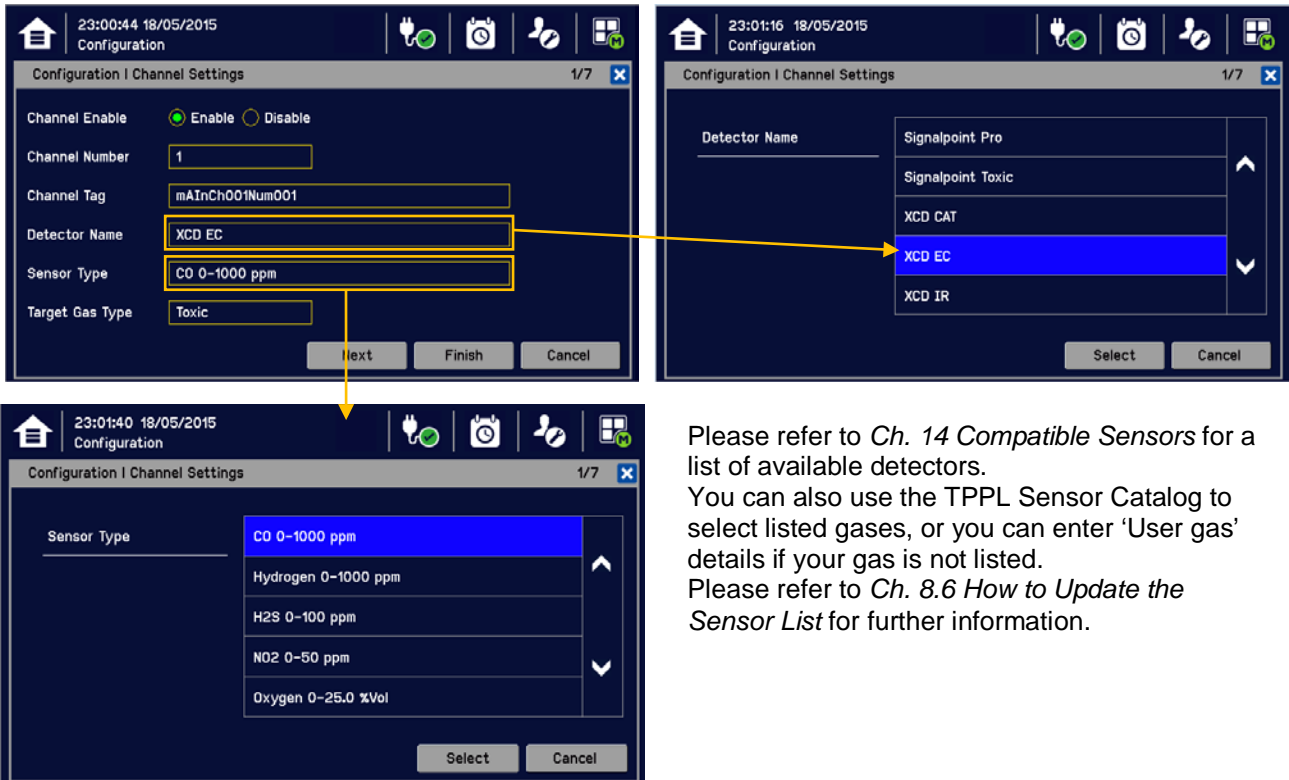 23:00:44 18/05/2015
Configuration
M
Configuration I Channel Settings 1/7
Channel Enable Enable Disable
Channel Number 1
Channel Tag mAInCh001Num001
Detector Name XCD EC
Sensor Type CO 0-1000 ppm
Target Gas Type Toxic
Next Finish Cancel
23:01:16 18/05/2015
Configuration
M
Configuration I Channel Settings 1/7
Detector Name
Signalpoint Pro
Signalpoint Toxic
XCD CAT
XCD EC
XCD IR
Select Cancel
23:01:40 18/05/2015
Configuration
M
Configuration I Channel Settings 1/7
Sensor Type
CO 0-1000 ppm
Hydrogen 0-1000 ppm
H2S 0-100 ppm
NO2 0-50 ppm
Oxygen 0-25.0 %Vol
Select Cancel
Please refer to Ch. 14 Compatible Sensors for a
list of available detectors.
You can also use the TPPL Sensor Catalog to
select listed gases, or you can enter ‘User gas’
details if your gas is not listed.
Please refer to Ch. 8.6 How to Update the
Sensor List for further information.